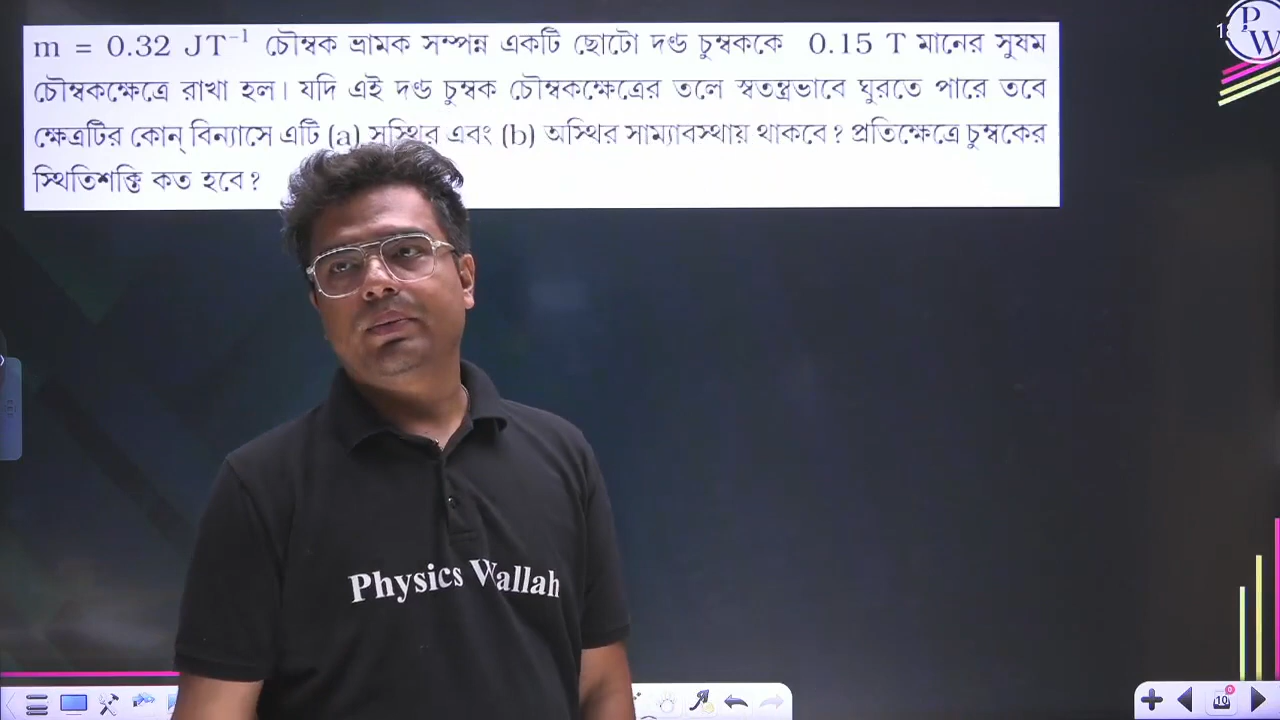 m = 0.32 JT⁻¹ চৌম্বক ভ্রামক সম্পন্ন একটি ছোটো দণ্ড চুম্বককে 0.15 T মানের সুষম
চৌম্বকক্ষেত্রে রাখা হল। যদি এই দণ্ড চুম্বক চৌম্বকক্ষেত্রের তলে স্বতন্ত্রভাবে ঘুরতে পারে তবে
ক্ষেত্রটির কোন্ বিন্যাসে এটি (a) সুস্থির এবং (b) অস্থির সাম্যাবস্থায় থাকবে? প্রতিক্ষেত্রে চুম্বকের
স্থিতিশক্তি কত হবে?
P
W
Physics Wallah
10